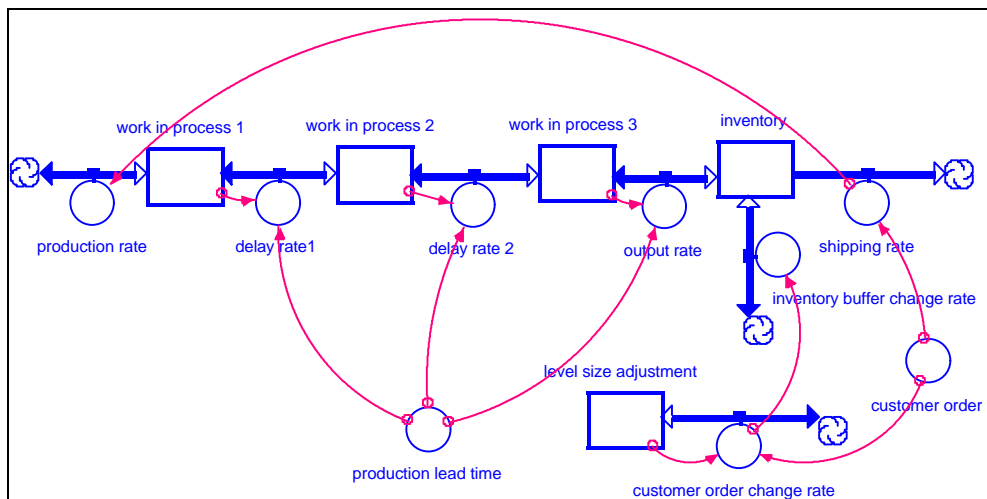 work in process 1
work in process 2
work in process 3
inventory
production rate
delay rate1
delay rate 2
output rate
shipping rate
inventory buffer change rate
level size adjustment
customer order
production lead time
customer order change rate